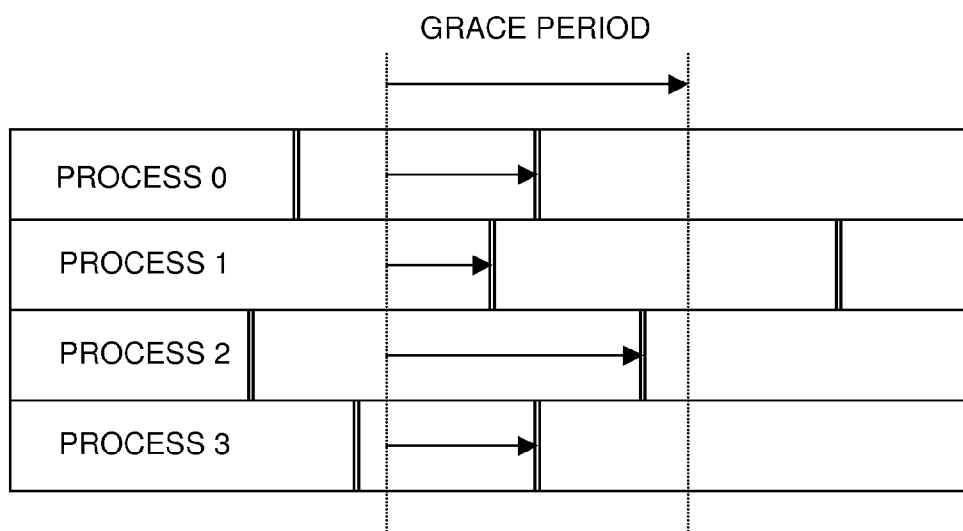 GRACE PERIOD
PROCESS 0
PROCESS 1
PROCESS 2
PROCESS 3